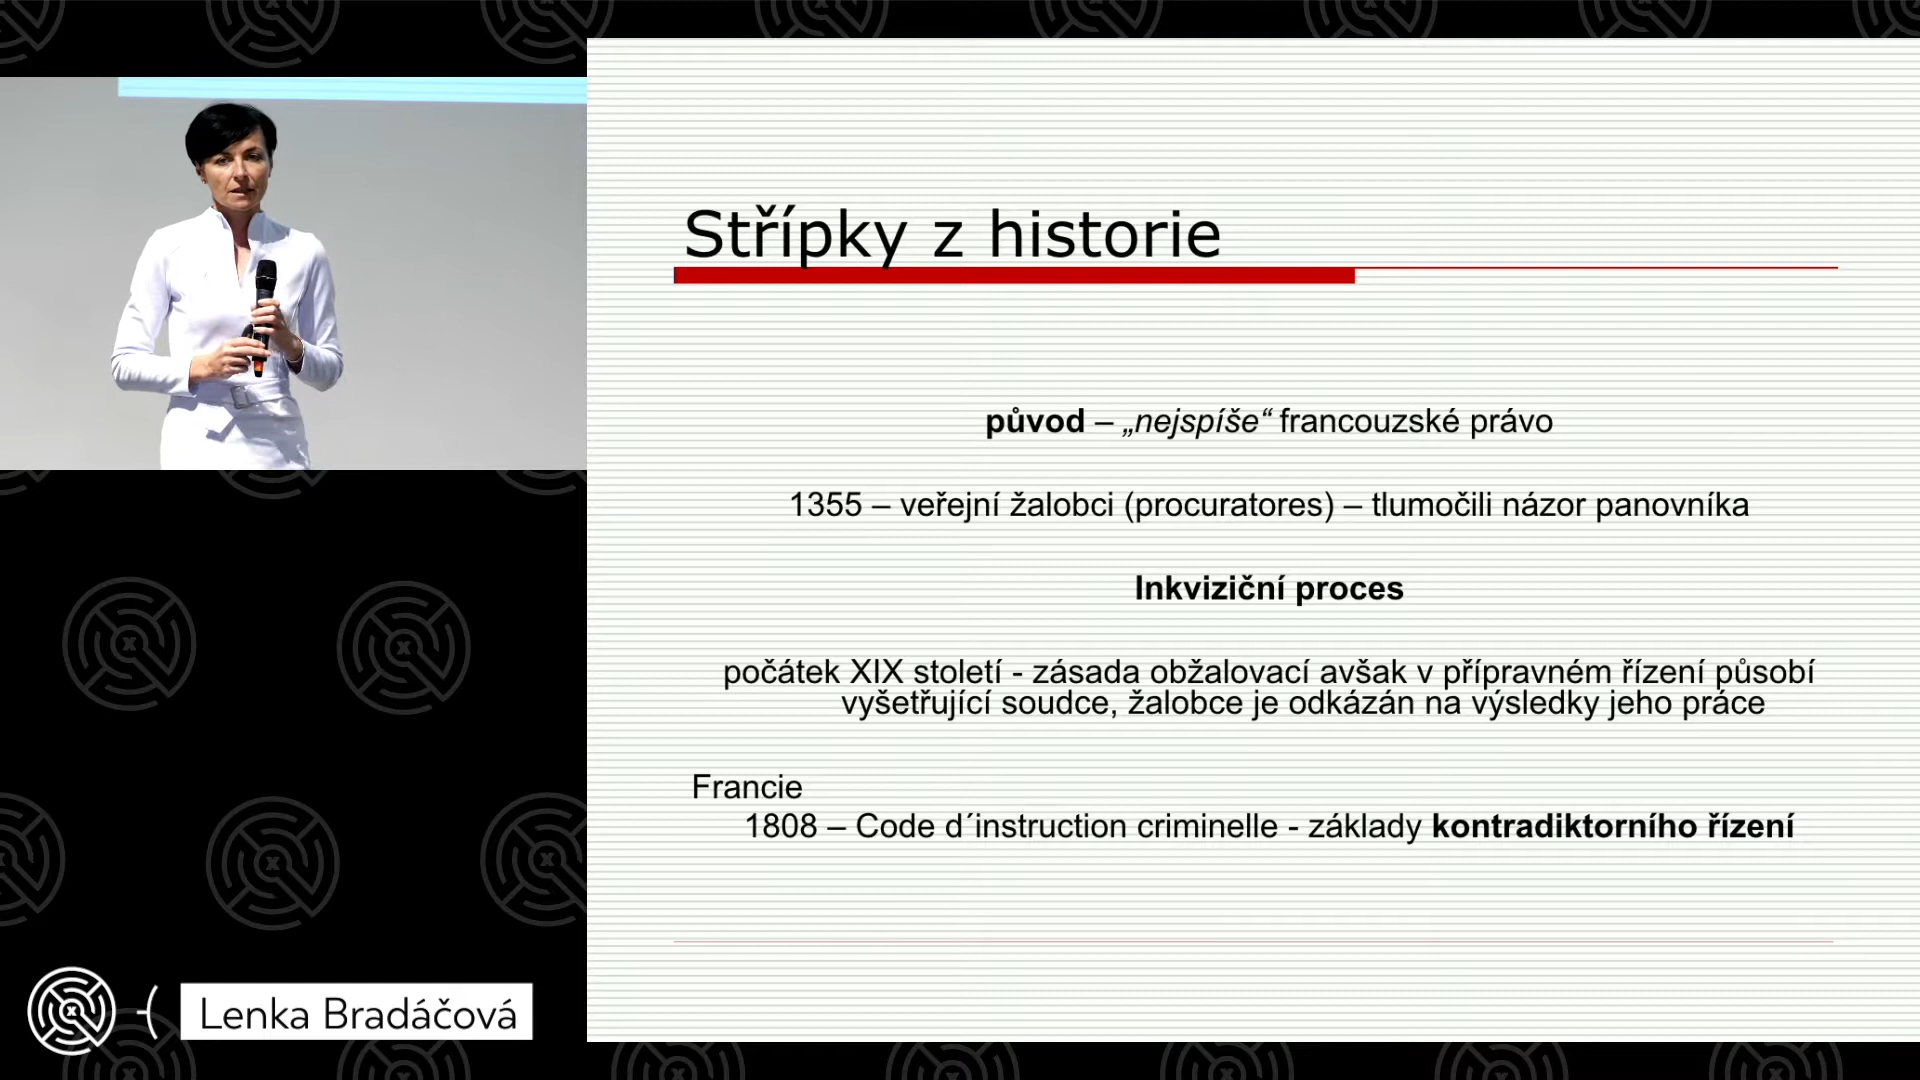 Střípky z historie
původ – „nejspíše“ francouzské právo
1355 – veřejní žalobci (procuratores) – tlumočili názor panovníka
Inkviziční proces
počátek XIX století - zásada obžalovací avšak v přípravném řízení působí
vyšetřující soudce, žalobce je odkázán na výsledky jeho práce
Francie
1808 – Code d´instruction criminelle - základy kontradiktorního řízení
Lenka Bradáčová